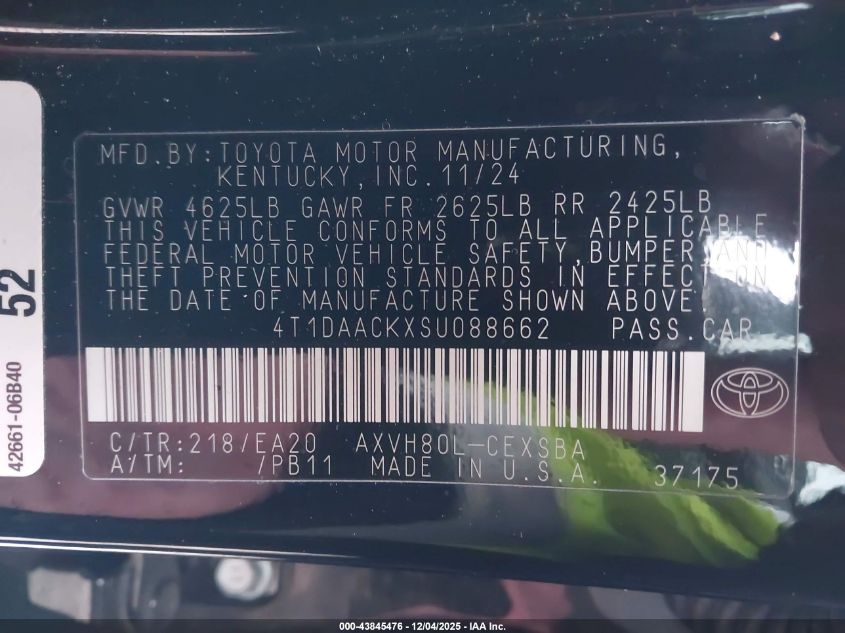 MFD.BY:TOYOTA MOTOR MANUFACTURING,
KENTUCKY,INC.11/24
GVWR 4625LB GAWR FR 2625LB RR 2425LB
THIS VEHICLE CONFORMS TO ALL APPLICABLE
FEDERAL MOTOR VEHICLE SAFETY,BUMPER,AND
THEFT PREVENTION STANDARDS IN EFFECT ON
THE DATE OF MANUFACTURE SHOWN ABOVE.
4T1DAACKXSU088662 PASS.CAR
C/TR:218/EA20 AXVH80L-CEXSBA
A/TM: /PB11 MADE IN U.S.A. 37175
52
42661-06B40
000-43845476 - 12/04/2025 - IAA Inc.